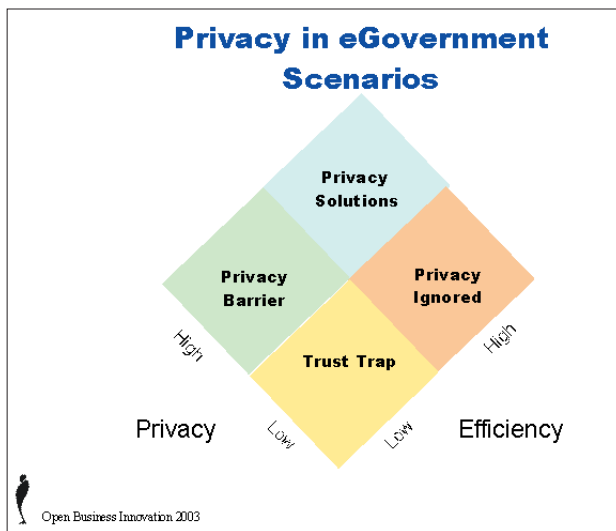 Privacy in eGovernment
Scenarios
Privacy
Solutions
Privacy
Barrier
Privacy
Ignored
Trust Trap
High
High
Low
Low
Privacy
Efficiency
Open Business Innovation 2003